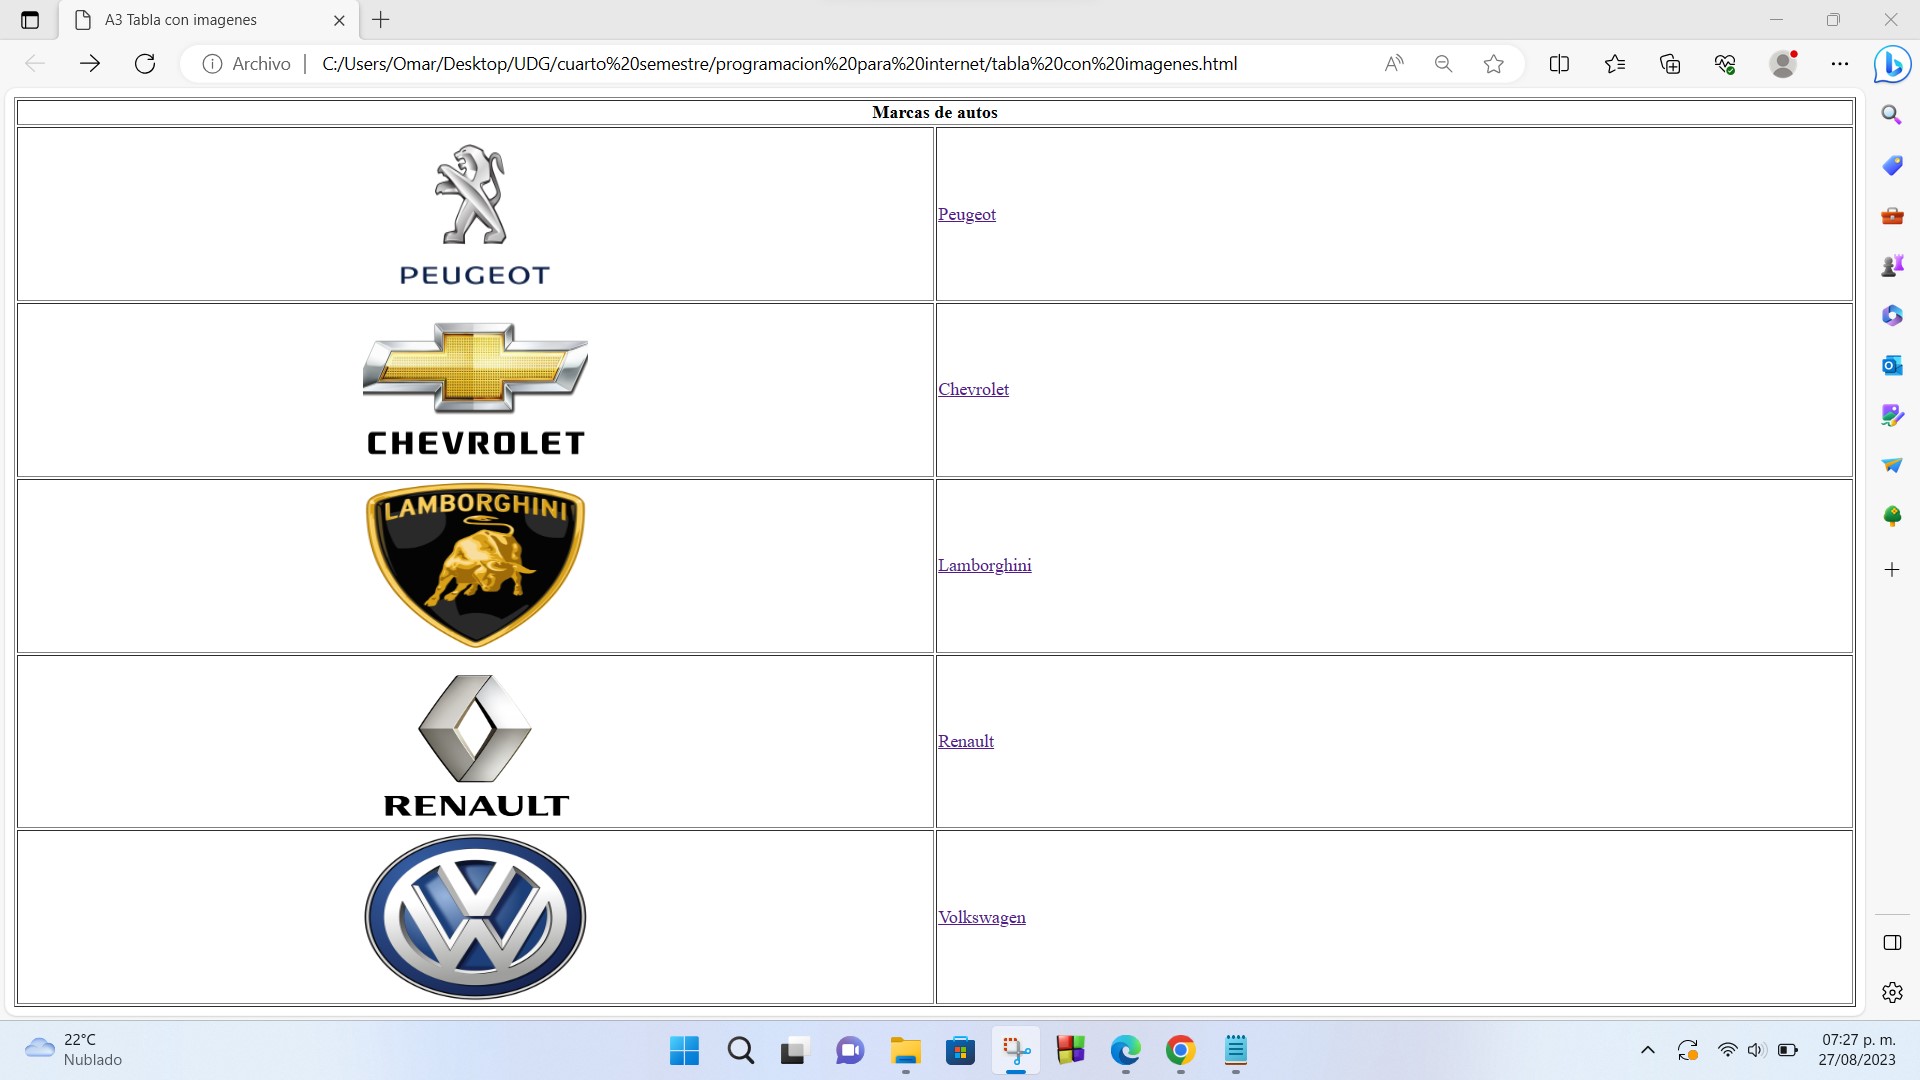 A3 Tabla con imagenes
Archivo
C:/Users/Omar/Desktop/UDG/cuarto%20semestre/programacion%20para%20internet/tabla%20con%20imagenes.html
Marcas de autos
PEUGEOT
Peugeot
CHEVROLET
Chevrolet
LAMBORGHINI
Lamborghini
RENAULT
Renault
Volkswagen
22°C
Nublado
07:27 p. m.
27/08/2023